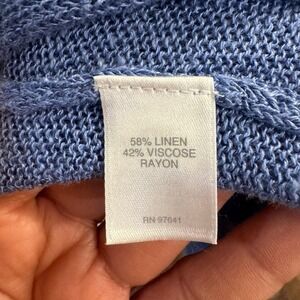 58% LINEN
42% VISCOSE
RAYON
RN 97641